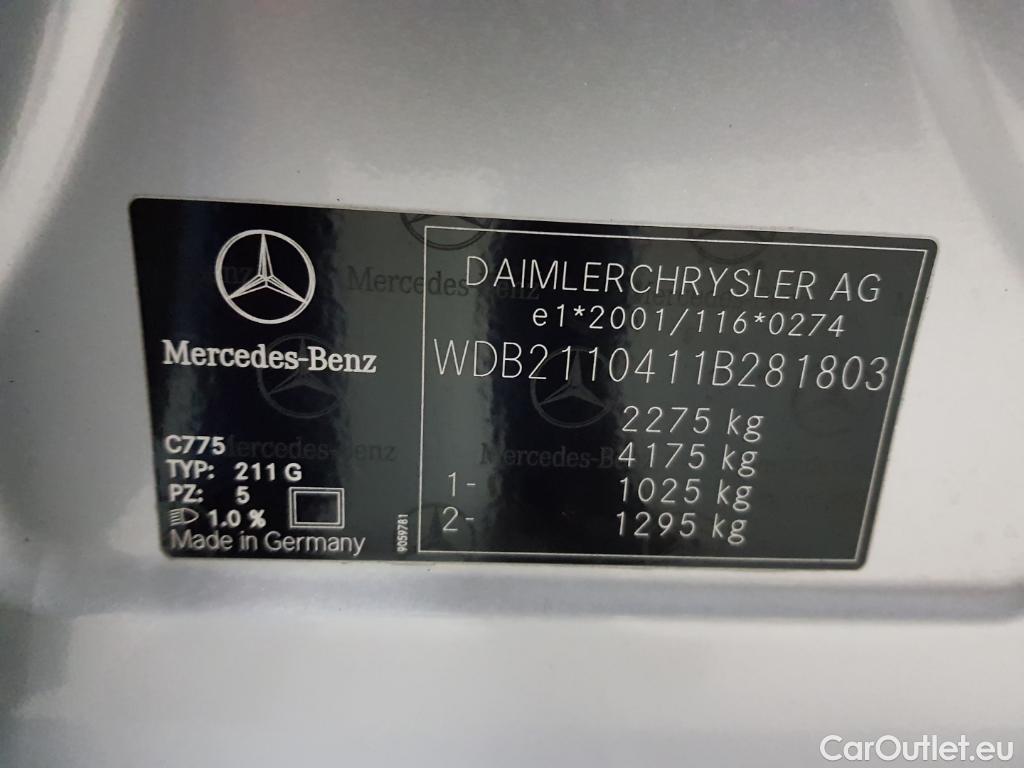 Mercedes-Benz
C775
TYP: 211 G
PZ: 5
1.0 %
Made in Germany
9059781
DAIMLERCHRYSLER AG
e1*2001/116*0274
WDB2110411B281803
2275 kg
4175 kg
1- 1025 kg
2- 1295 kg
CarOutlet.eu